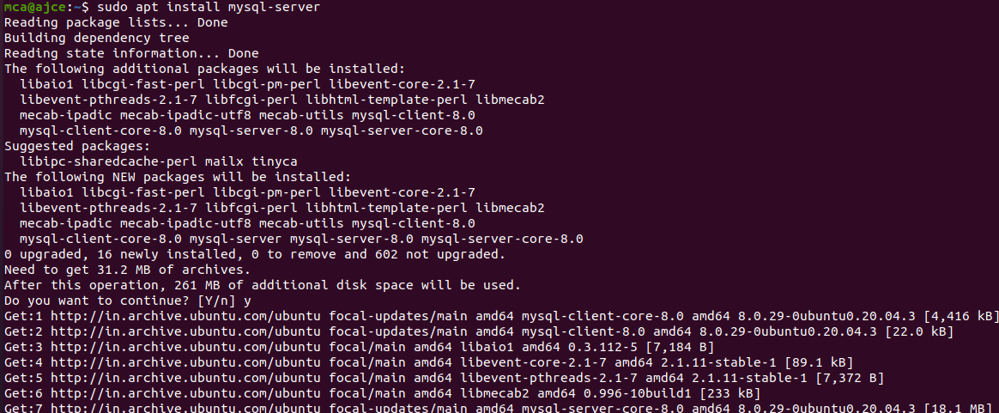 mca@ajce:~$ sudo apt install mysql-server
Reading package lists... Done
Building dependency tree
Reading state information... Done
The following additional packages will be installed:
  libaio1 libcgi-fast-perl libcgi-pm-perl libevent-core-2.1-7
  libevent-pthreads-2.1-7 libfcgi-perl libhtml-template-perl libmecab2
  mecab-ipadic mecab-ipadic-utf8 mecab-utils mysql-client-8.0
  mysql-client-core-8.0 mysql-server-8.0 mysql-server-core-8.0
Suggested packages:
  libipc-sharedcache-perl mailx tinyca
The following NEW packages will be installed:
  libaio1 libcgi-fast-perl libcgi-pm-perl libevent-core-2.1-7
  libevent-pthreads-2.1-7 libfcgi-perl libhtml-template-perl libmecab2
  mecab-ipadic mecab-ipadic-utf8 mecab-utils mysql-client-8.0
  mysql-client-core-8.0 mysql-server mysql-server-8.0 mysql-server-core-8.0
0 upgraded, 16 newly installed, 0 to remove and 602 not upgraded.
Need to get 31.2 MB of archives.
After this operation, 261 MB of additional disk space will be used.
Do you want to continue? [Y/n] y
Get:1 http://in.archive.ubuntu.com/ubuntu focal-updates/main amd64 mysql-client-core-8.0 amd64 8.0.29-0ubuntu0.20.04.3 [4,416 kB]
Get:2 http://in.archive.ubuntu.com/ubuntu focal-updates/main amd64 mysql-client-8.0 amd64 8.0.29-0ubuntu0.20.04.3 [22.0 kB]
Get:3 http://in.archive.ubuntu.com/ubuntu focal/main amd64 libaio1 amd64 0.3.112-5 [7,184 B]
Get:4 http://in.archive.ubuntu.com/ubuntu focal/main amd64 libevent-core-2.1-7 amd64 2.1.11-stable-1 [89.1 kB]
Get:5 http://in.archive.ubuntu.com/ubuntu focal/main amd64 libevent-pthreads-2.1-7 amd64 2.1.11-stable-1 [7,372 B]
Get:6 http://in.archive.ubuntu.com/ubuntu focal/main amd64 libmecab2 amd64 0.996-10build1 [233 kB]
Get:7 http://in.archive.ubuntu.com/ubuntu focal-updates/main amd64 mysql-server-core-8.0 amd64 8.0.29-0ubuntu0.20.04.3 [18.1 MB]